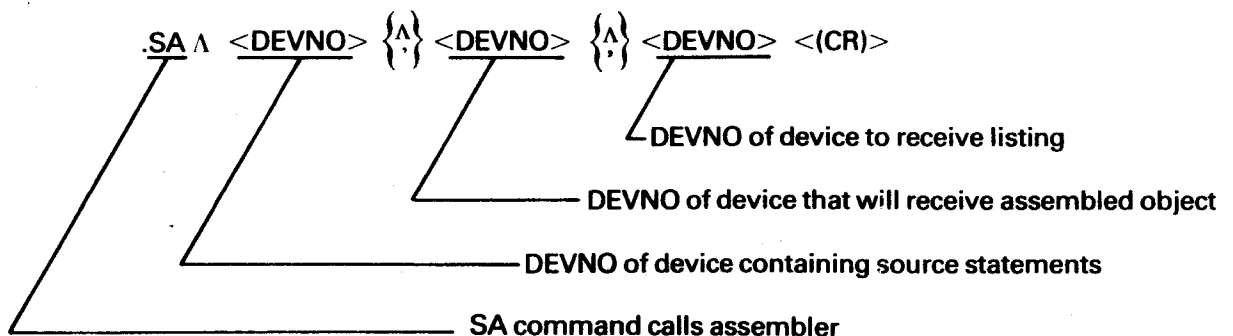 .SA Λ <DEVNO> {Λ ,} <DEVNO> {Λ ,} <DEVNO> <(CR)>
DEVNO of device to receive listing
DEVNO of device that will receive assembled object
DEVNO of device containing source statements
SA command calls assembler